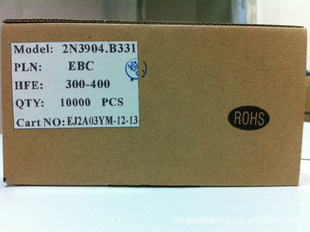 Model: 2N3904.B331
PLN: EBC
HFE: 300-400
QTY: 10000 PCS
Cart NO: EJ2A03YM-12-13
ROHS
skaiweidong.cn.alibaba.com